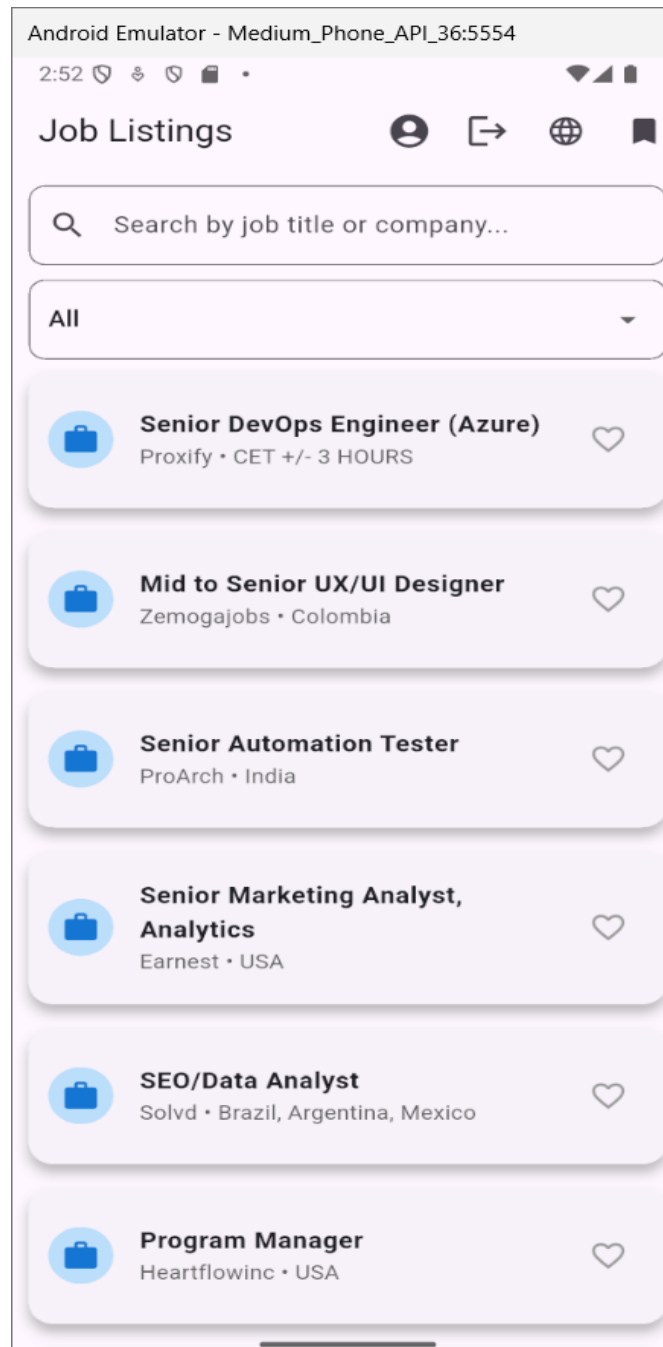 Android Emulator - Medium_Phone_API_36:5554
2:52
Job Listings
Search by job title or company...
All
Senior DevOps Engineer (Azure)
Proxify • CET +/- 3 HOURS
Mid to Senior UX/UI Designer
Zemogajobs • Colombia
Senior Automation Tester
ProArch • India
Senior Marketing Analyst,
Analytics
Earnest • USA
SEO/Data Analyst
Solvd • Brazil, Argentina, Mexico
Program Manager
Heartflowinc • USA